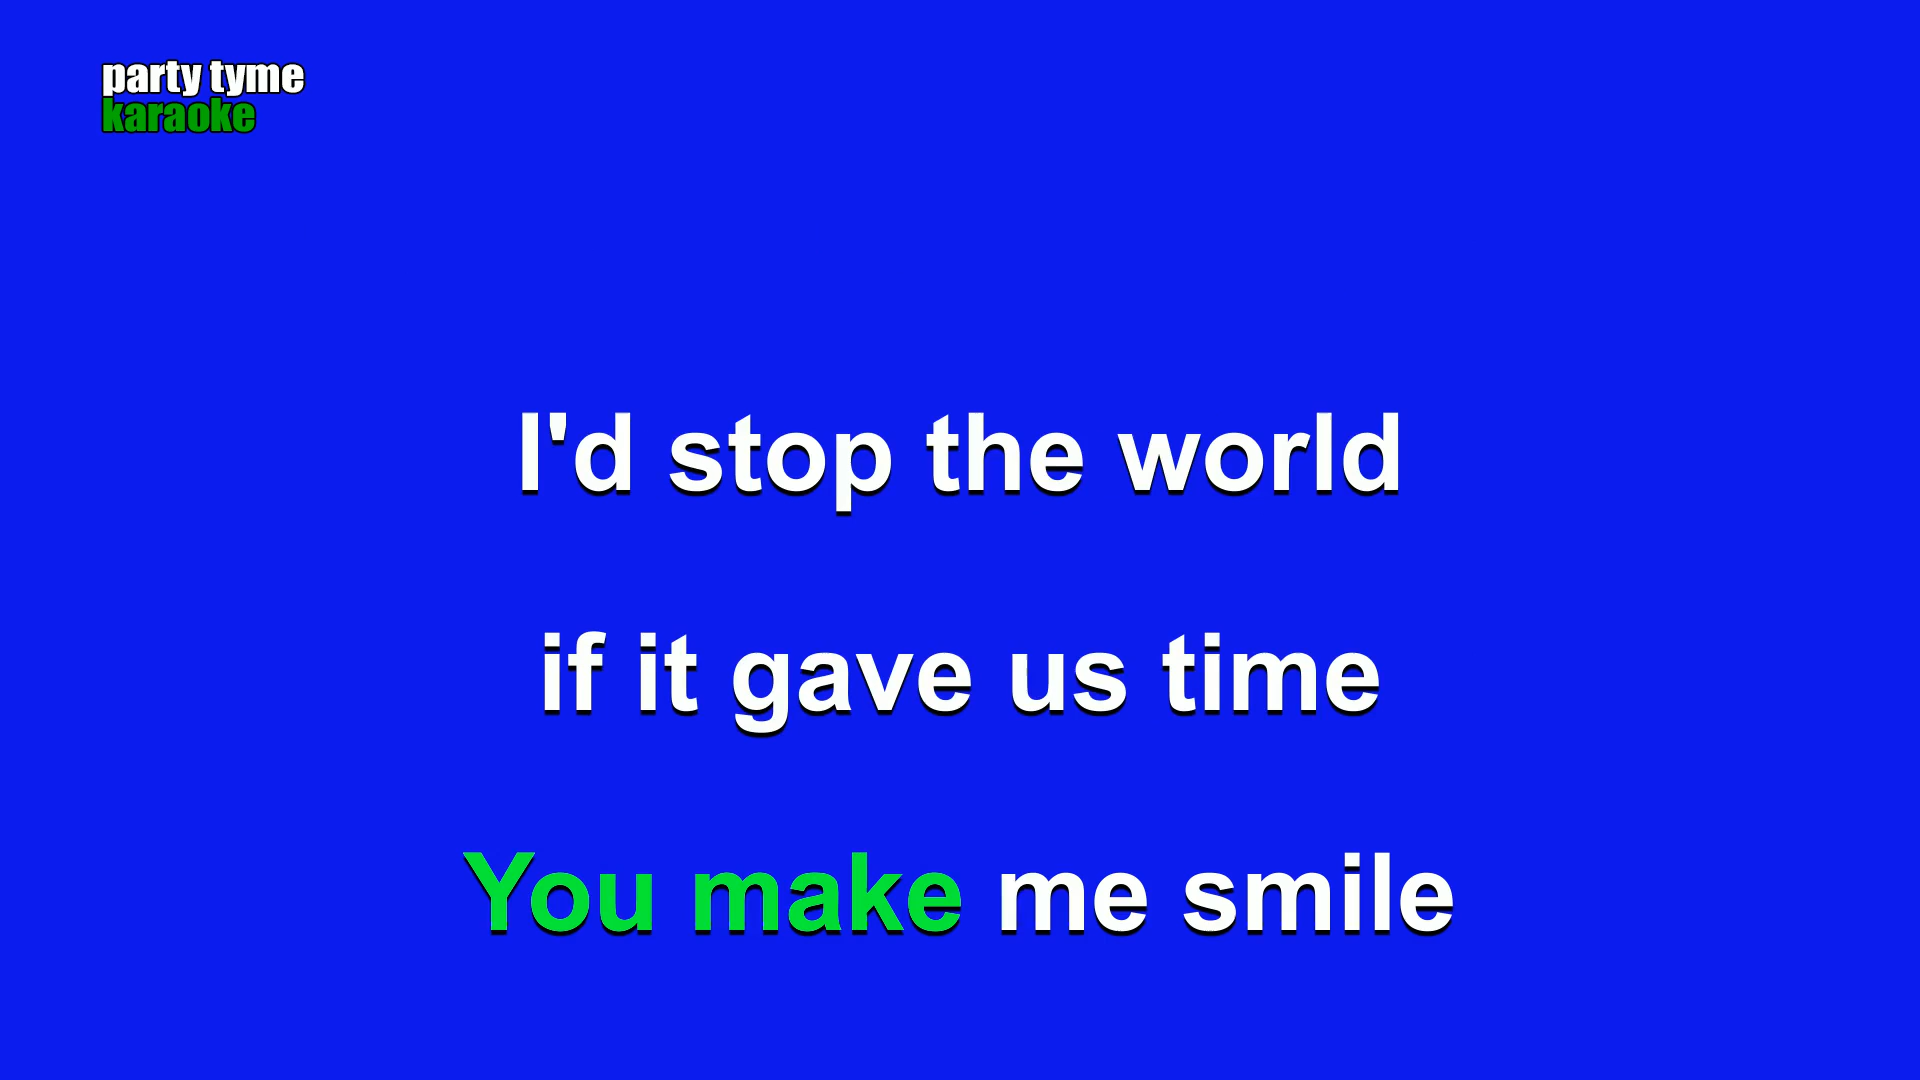 party tyme
karaoke
I'd stop the world
if it gave us time
You make me smile